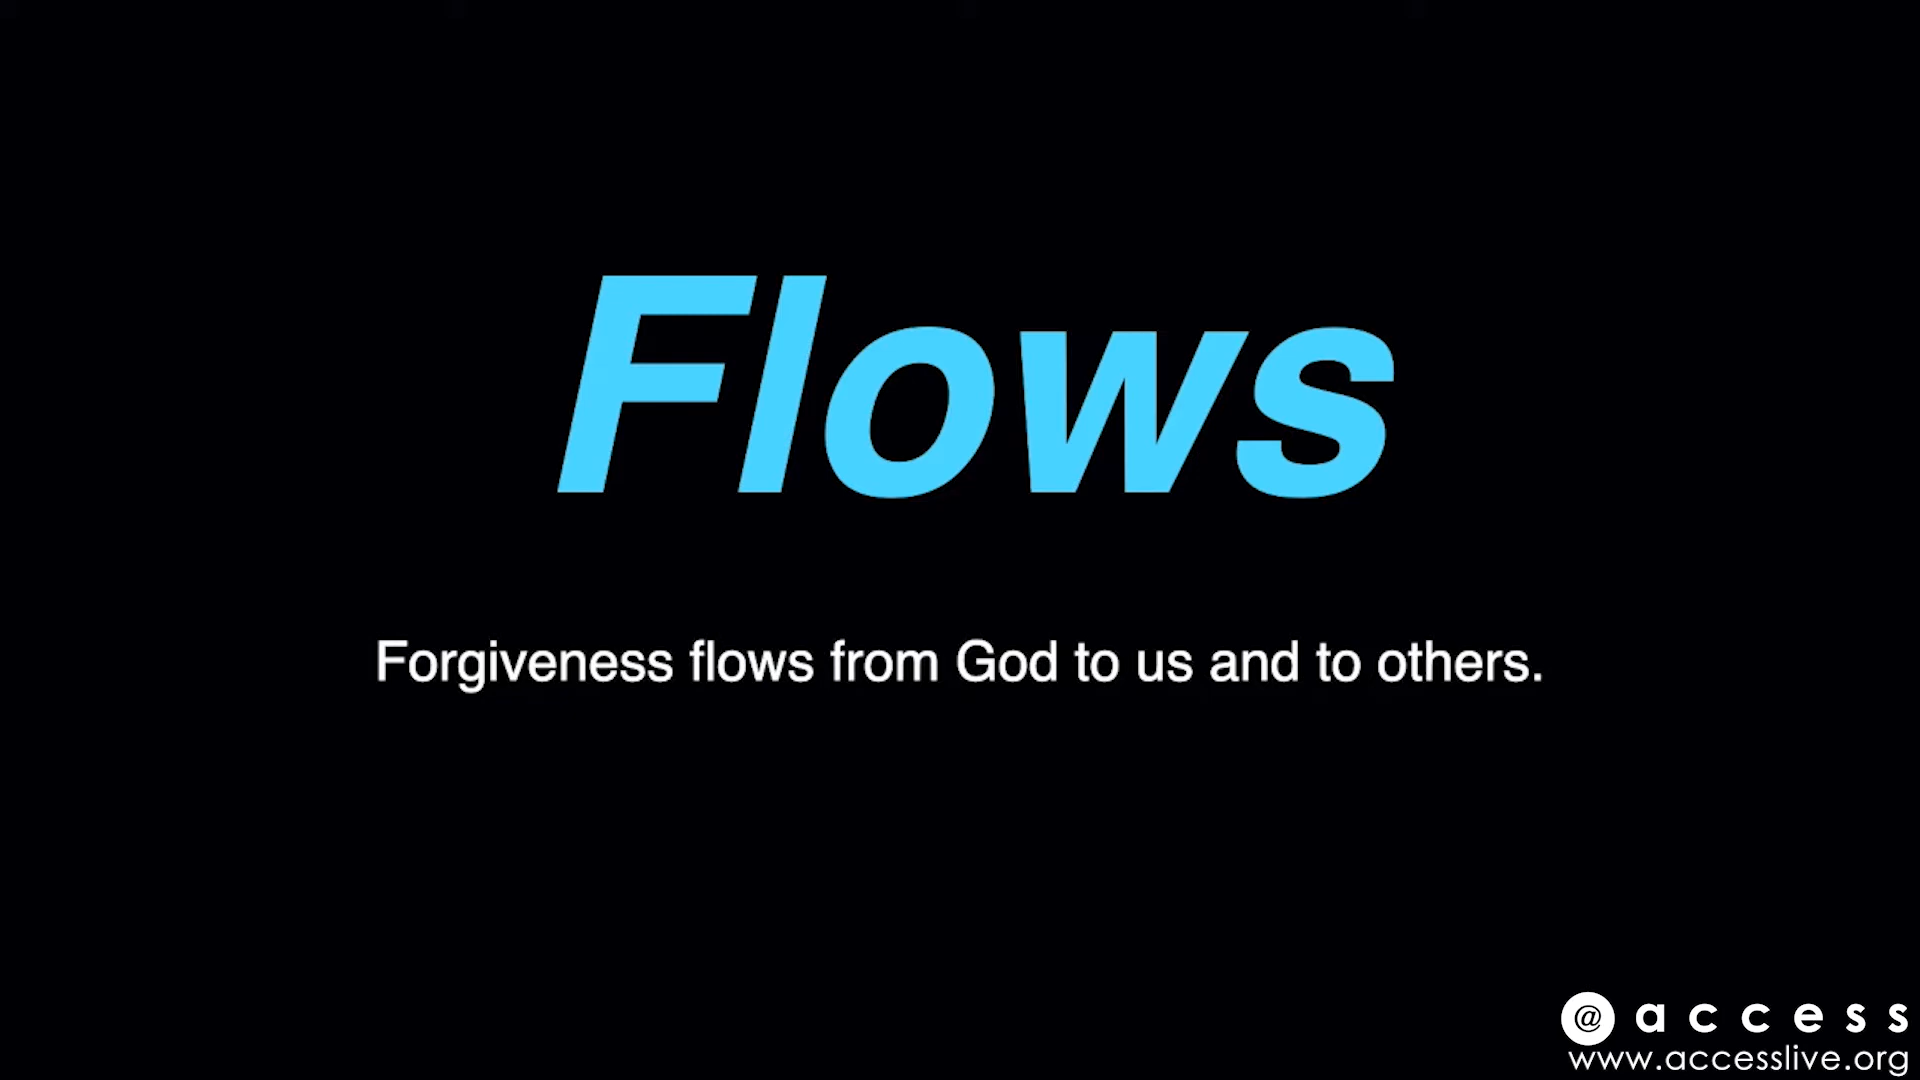 Flows
Forgiveness flows from God to us and to others.
@ access
www.accesslive.org